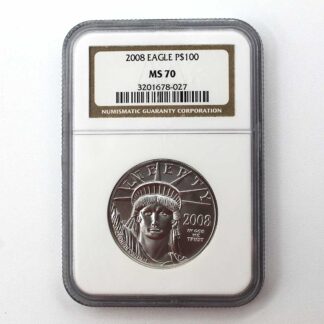 2008 EAGLE P$100
MS 70
3201678-027
NUMISMATIC GUARANTY CORPORATION
LIBERTY
2008
IN GOD
WE
TRUST